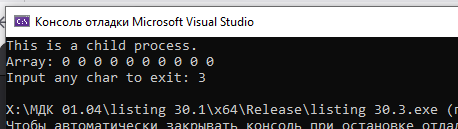 Консоль отладки Microsoft Visual Studio
This is a child process.
Array: 0 0 0 0 0 0 0 0 0 0
Input any char to exit: 3
X:\МДК 01.04\listing 30.1\x64\Release\listing 30.3.exe (п
Чтобы автоматически закрывать консоль при остановке отлад